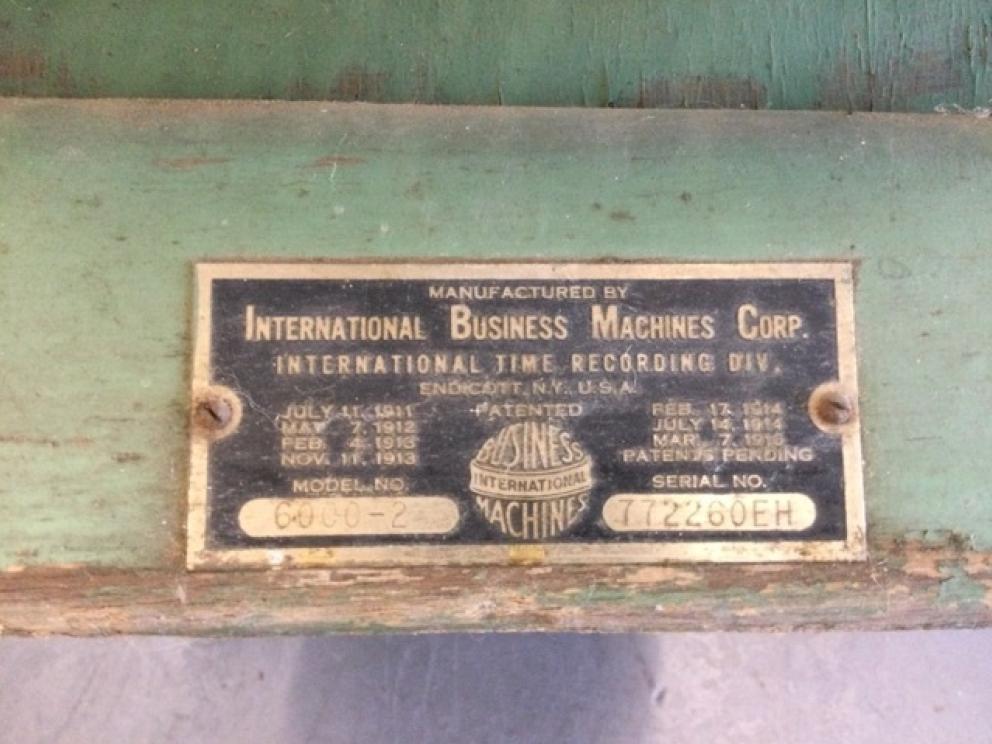 MANUFACTURED BY
INTERNATIONAL BUSINESS MACHINES CORP.
INTERNATIONAL TIME RECORDING DIV.
ENDICOTT, N.Y., U.S.A.
PATENTED
JULY 11, 1911
MAY 7, 1912
FEB. 4, 1913
NOV. 11, 1913
FEB. 17, 1914
JULY 14, 1914
MAR. 7, 1916
PATENTS PENDING
BUSINESS
INTERNATIONAL
MACHINES
MODEL NO.
6000-2
SERIAL NO.
772260EH